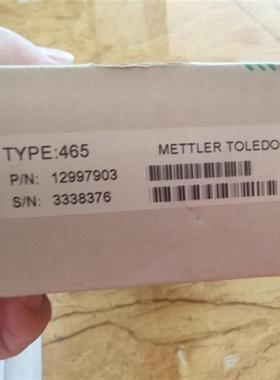 TYPE:465 METTLER TOLEDO
P/N: 12997903
S/N: 3338376